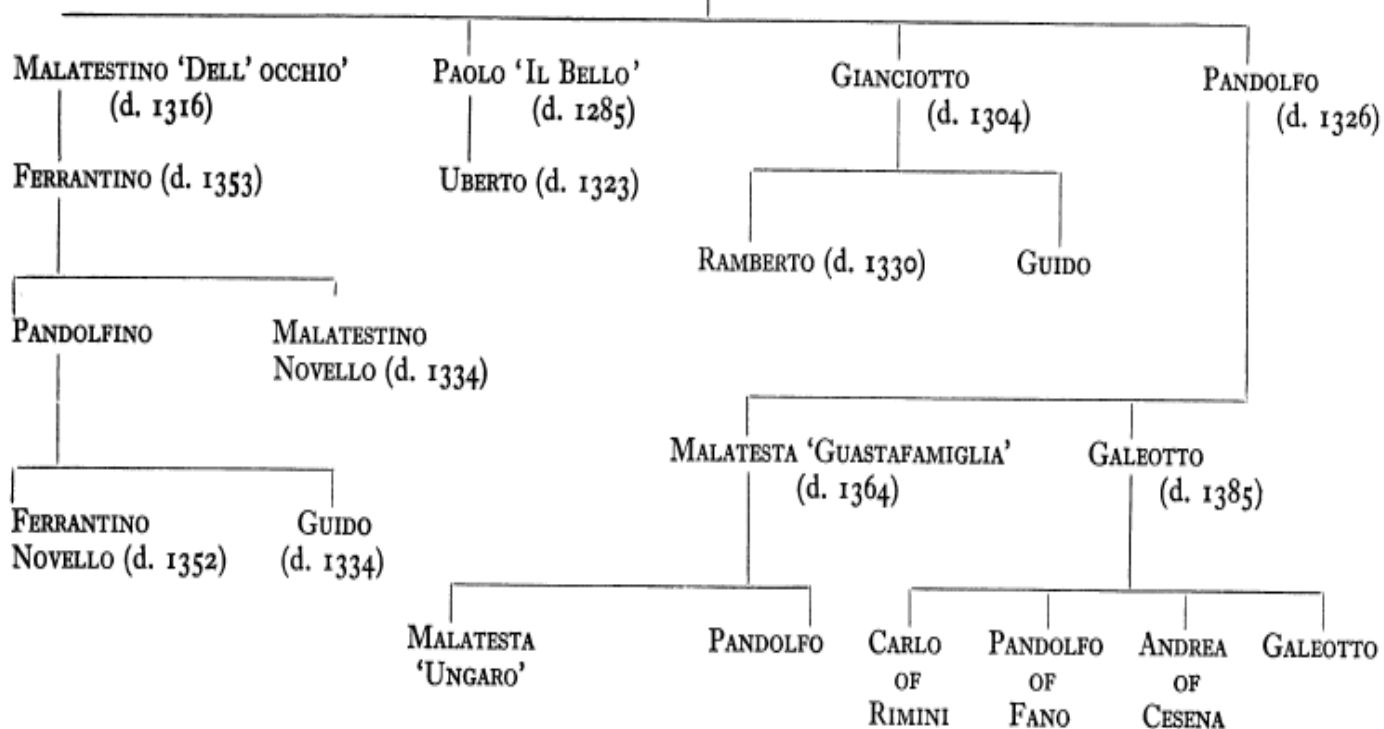 MALATESTINO ‘DELL’ OCCHIO’
(d. 1316)
PAOLO ‘IL BELLO’
(d. 1285)
GIANCIOTTO
(d. 1304)
PANDOLFO
(d. 1326)
FERRANTINO (d. 1353)
UBERTO (d. 1323)
RAMBERTO (d. 1330)
GUIDO
PANDOLFINO
MALATESTINO
NOVELLO (d. 1334)
MALATESTA ‘GUASTAFAMIGLIA’
(d. 1364)
GALEOTTO
(d. 1385)
FERRANTINO
NOVELLO (d. 1352)
GUIDO
(d. 1334)
MALATESTA
‘UNGARO’
PANDOLFO
CARLO
OF
RIMINI
PANDOLFO
OF
FANO
ANDREA
OF
CESENA
GALEOTTO